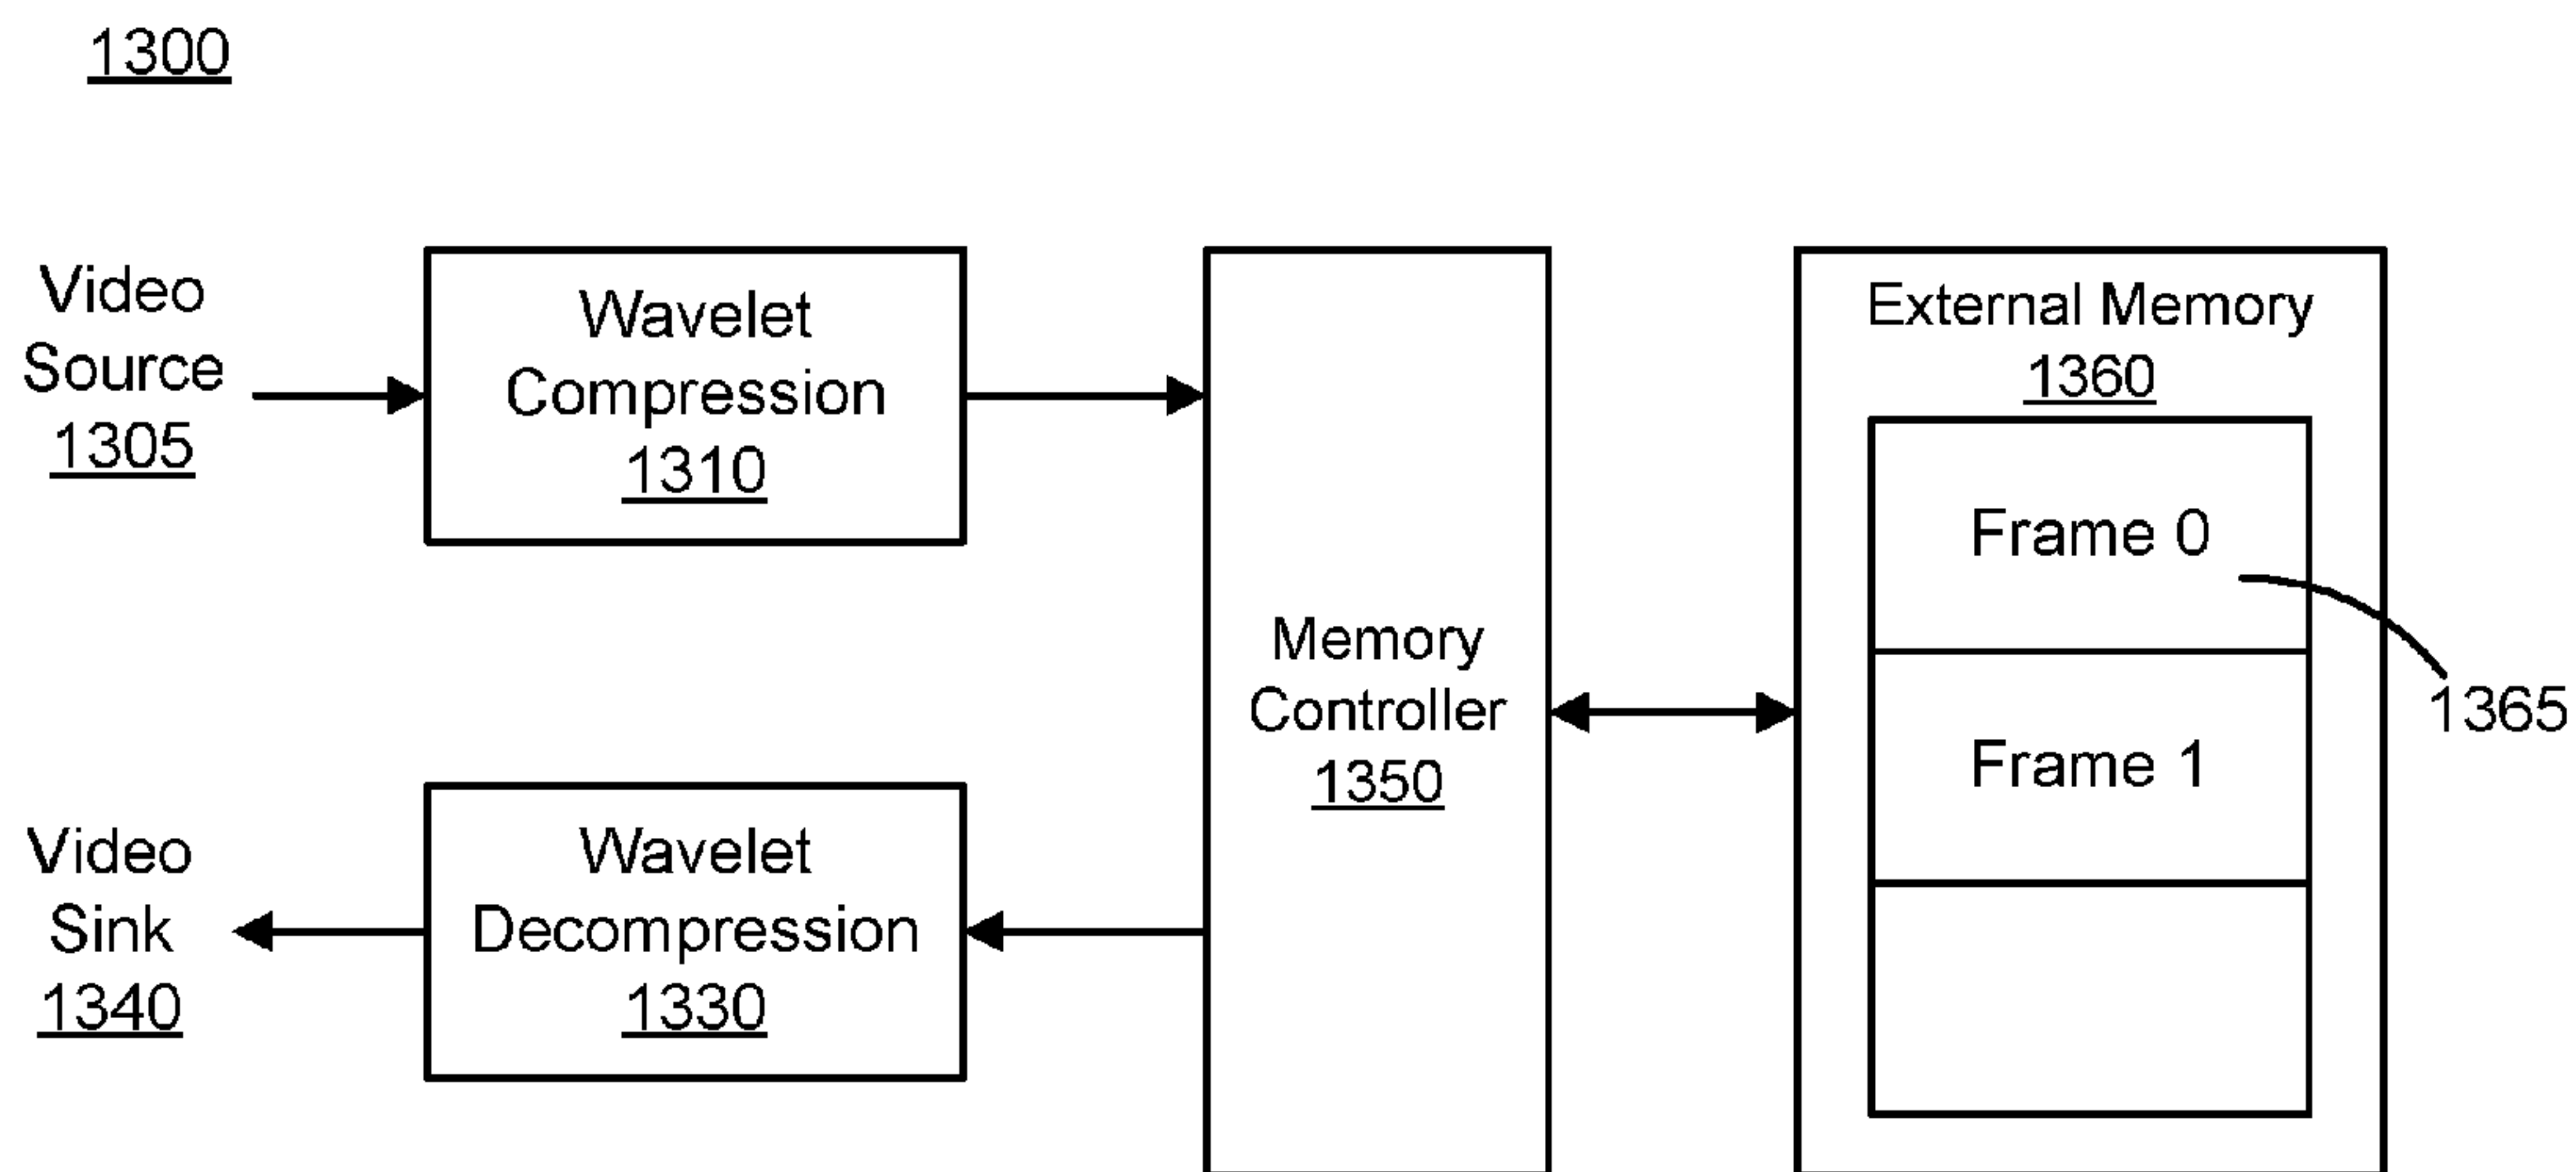 1300
Video
Source
1305
Wavelet
Compression
1310
Video
Sink
1340
Wavelet
Decompression
1330
Memory
Controller
1350
External Memory
1360
Frame 0
Frame 1
1365